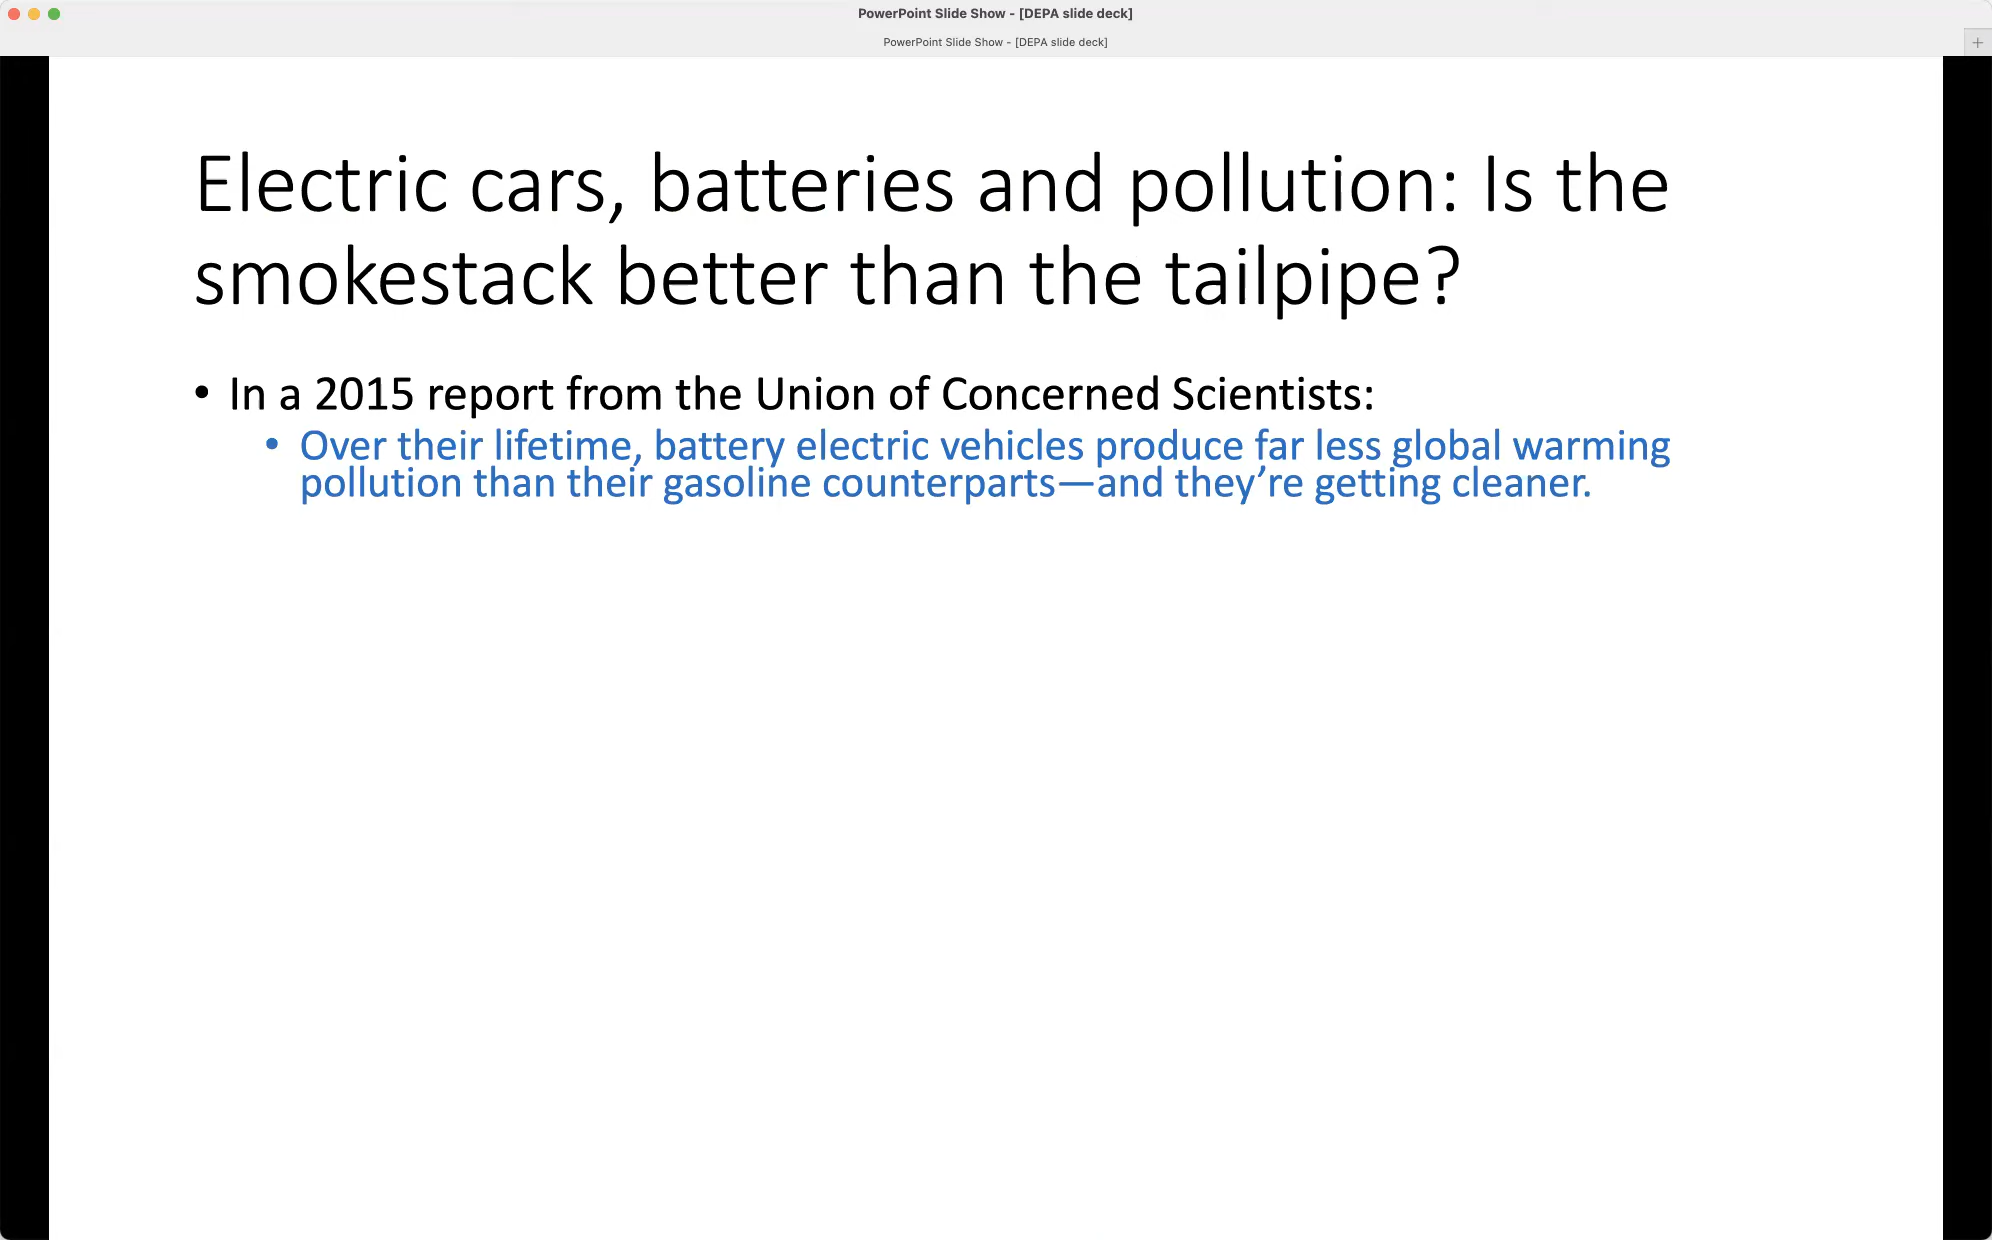 PowerPoint Slide Show - [DEPA slide deck]
PowerPoint Slide Show - [DEPA slide deck]
Electric cars, batteries and pollution: Is the
smokestack better than the tailpipe?
• In a 2015 report from the Union of Concerned Scientists:
• Over their lifetime, battery electric vehicles produce far less global warming
pollution than their gasoline counterparts—and they’re getting cleaner.